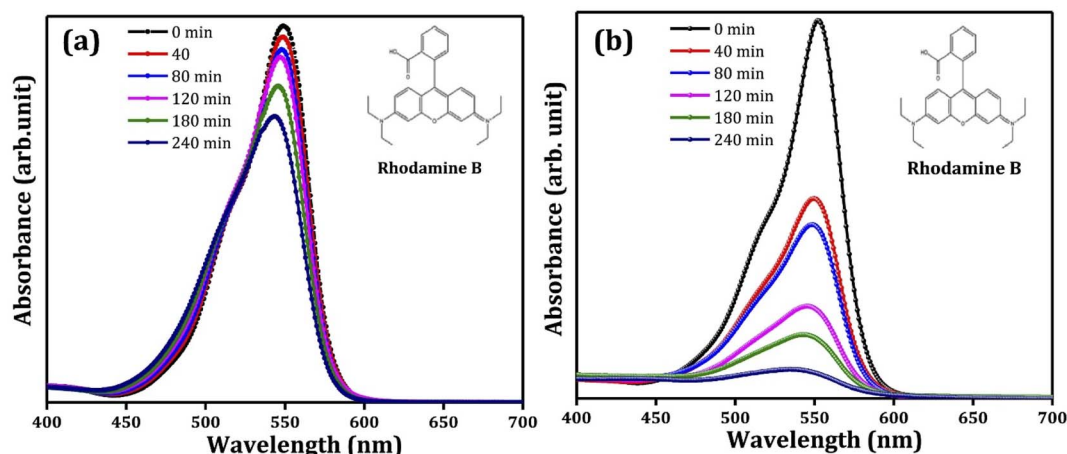 (a)
0 min
40
80 min
120 min
180 min
240 min
HO
O
N
O
N
Rhodamine B
Absorbance (arb.unit)
400 450 500 550 600 650 700
Wavelength (nm)
(b)
0 min
40 min
80 min
120 min
180 min
240 min
HO
O
N
O
N
Rhodamine B
Absorbance (arb. unit)
400 450 500 550 600 650 700
Wavelength (nm)